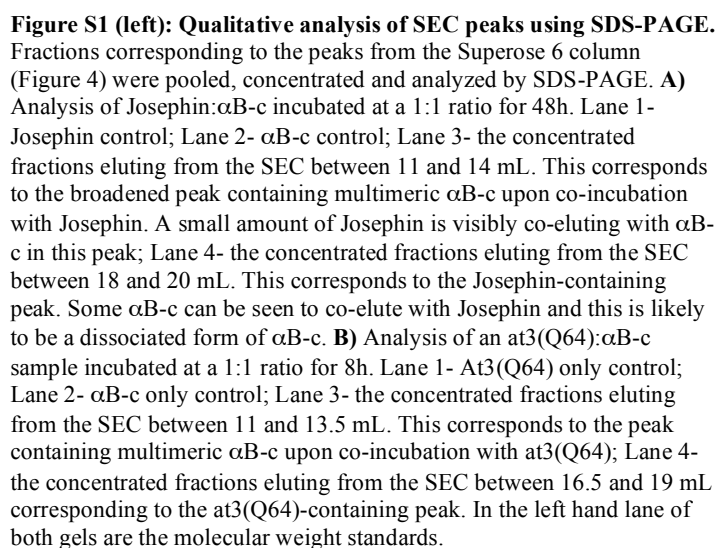 Figure S1 (left): Qualitative analysis of SEC peaks using SDS-PAGE.
Fractions corresponding to the peaks from the Superose 6 column
(Figure 4) were pooled, concentrated and analyzed by SDS-PAGE. A)
Analysis of Josephin:αB-c incubated at a 1:1 ratio for 48h. Lane 1-
Josephin control; Lane 2- αB-c control; Lane 3- the concentrated
fractions eluting from the SEC between 11 and 14 mL. This corresponds
to the broadened peak containing multimeric αB-c upon co-incubation
with Josephin. A small amount of Josephin is visibly co-eluting with αB-
c in this peak; Lane 4- the concentrated fractions eluting from the SEC
between 18 and 20 mL. This corresponds to the Josephin-containing
peak. Some αB-c can be seen to co-elute with Josephin and this is likely
to be a dissociated form of αB-c. B) Analysis of an at3(Q64):αB-c
sample incubated at a 1:1 ratio for 8h. Lane 1- At3(Q64) only control;
Lane 2- αB-c only control; Lane 3- the concentrated fractions eluting
from the SEC between 11 and 13.5 mL. This corresponds to the peak
containing multimeric αB-c upon co-incubation with at3(Q64); Lane 4-
the concentrated fractions eluting from the SEC between 16.5 and 19 mL
corresponding to the at3(Q64)-containing peak. In the left hand lane of
both gels are the molecular weight standards.